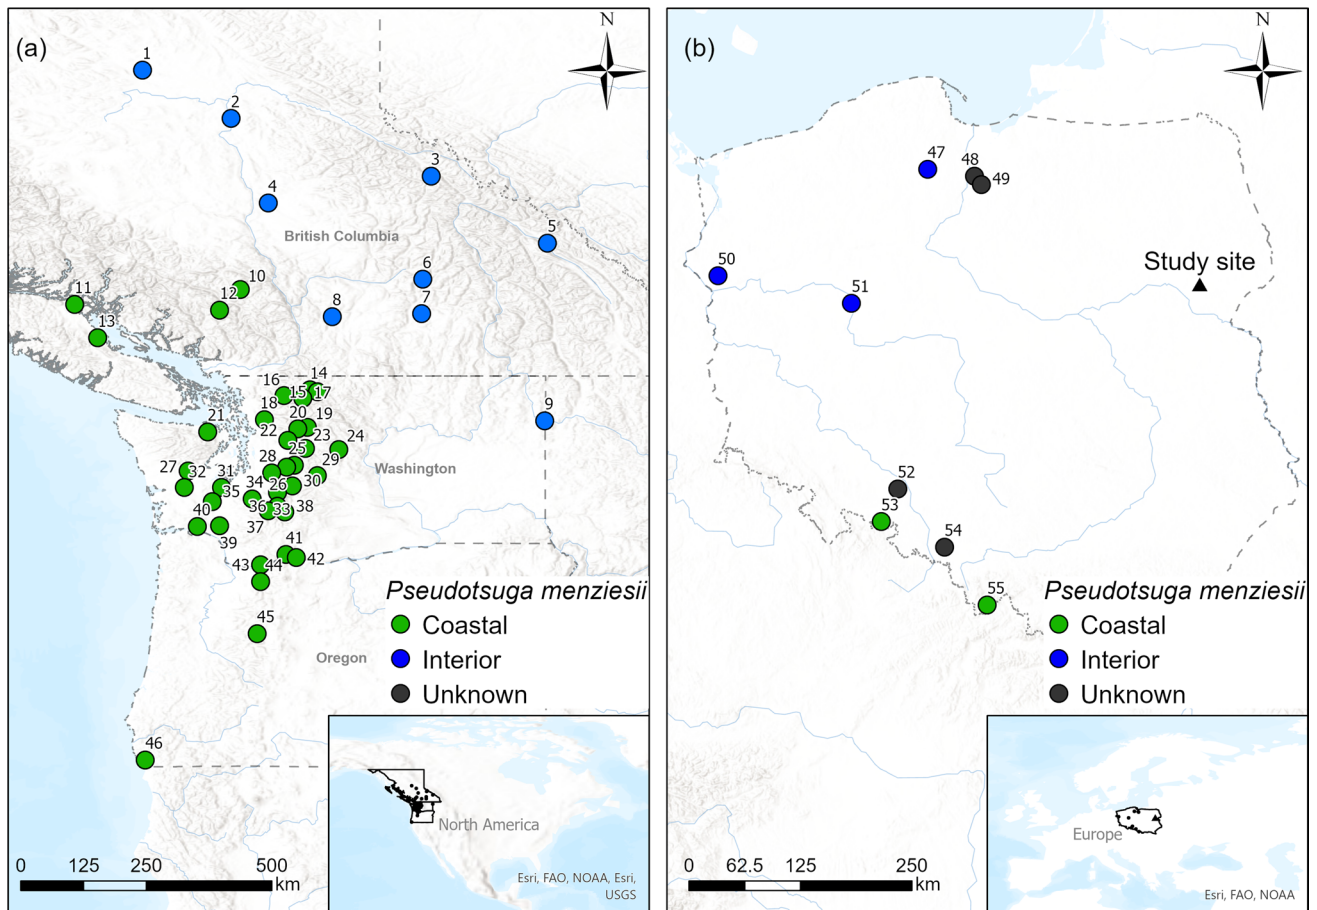 (a)
N
1
2
3
4
British Columbia
5
6
10
11
12
8
7
13
14
16
15
17
9
18
20
19
21
22
23
24
25
28
29
Washington
27
32
31
34
26
30
35
36
33
38
40
37
39
41
43
44
42
45
Oregon
46
Pseudotsuga menziesii
Coastal
Interior
Unknown
North America
Esri, FAO, NOAA, Esri,
USGS
0 125 250 500
km
(b)
N
47
48
49
50
51
Study site
52
53
54
55
Pseudotsuga menziesii
Coastal
Interior
Unknown
Europe
Esri, FAO, NOAA
0 62.5 125 250
km